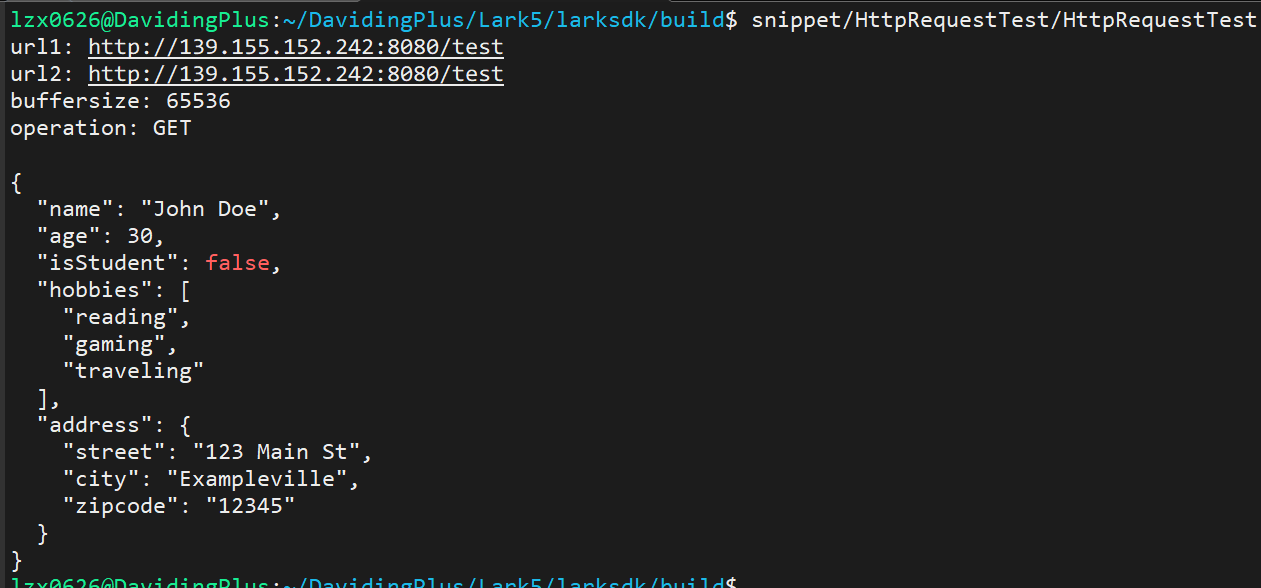 lzx0626@DavidingPlus:~/DavidingPlus/Lark5/larksdk/build$ snippet/HttpRequestTest/HttpRequestTest
url1: http://139.155.152.242:8080/test
url2: http://139.155.152.242:8080/test
buffersize: 65536
operation: GET

{
  "name": "John Doe",
  "age": 30,
  "isStudent": false,
  "hobbies": [
    "reading",
    "gaming",
    "traveling"
  ],
  "address": {
    "street": "123 Main St",
    "city": "Exampleville",
    "zipcode": "12345"
  }
}
lzx0626@DavidingPlus:~/DavidingPlus/Lark5/larksdk/build$